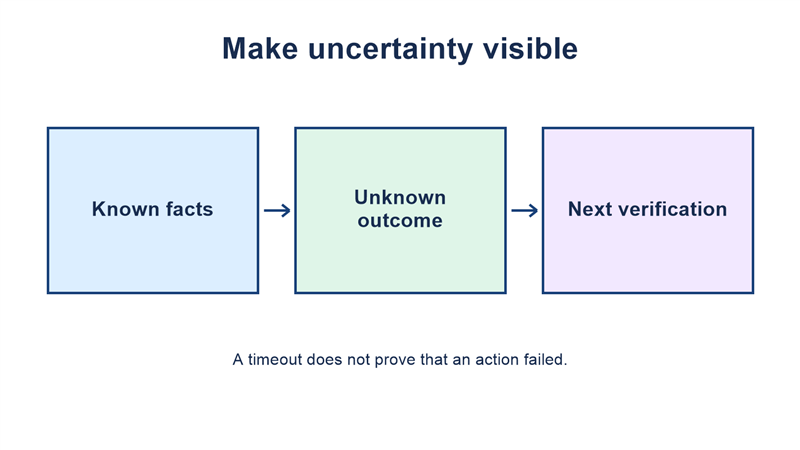 Make uncertainty visible
Known facts
Unknown
outcome
Next verification
A timeout does not prove that an action failed.